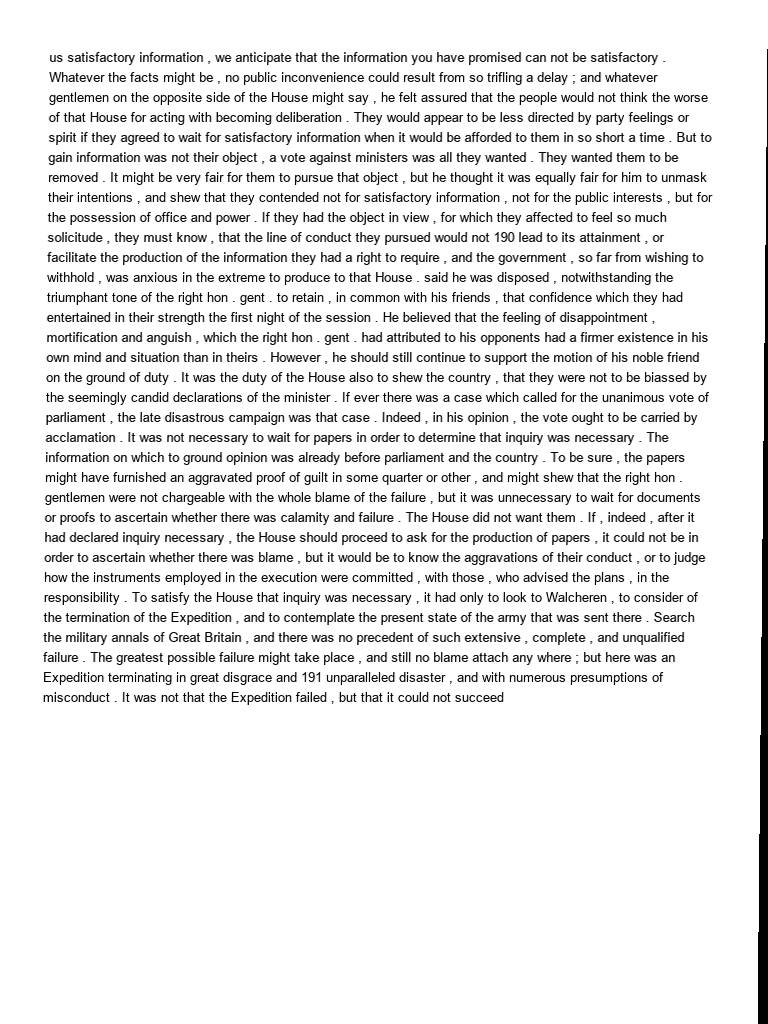 us satisfactory information , we anticipate that the information you have promised can not be satisfactory .
Whatever the facts might be , no public inconvenience could result from so trifling a delay ; and whatever
gentlemen on the opposite side of the House might say , he felt assured that the people would not think the worse
of that House for acting with becoming deliberation . They would appear to be less directed by party feelings or
spirit if they agreed to wait for satisfactory information when it would be afforded to them in so short a time . But to
gain information was not their object , a vote against ministers was all they wanted . They wanted them to be
removed . It might be very fair for them to pursue that object , but he thought it was equally fair for him to unmask
their intentions , and shew that they contended not for satisfactory information , not for the public interests , but for
the possession of office and power . If they had the object in view , for which they affected to feel so much
solicitude , they must know , that the line of conduct they pursued would not 190 lead to its attainment , or
facilitate the production of the information they had a right to require , and the government , so far from wishing to
withhold , was anxious in the extreme to produce to that House . said he was disposed , notwithstanding the
triumphant tone of the right hon . gent . to retain , in common with his friends , that confidence which they had
entertained in their strength the first night of the session . He believed that the feeling of disappointment ,
mortification and anguish , which the right hon . gent . had attributed to his opponents had a firmer existence in his
own mind and situation than in theirs . However , he should still continue to support the motion of his noble friend
on the ground of duty . It was the duty of the House also to shew the country , that they were not to be biassed by
the seemingly candid declarations of the minister . If ever there was a case which called for the unanimous vote of
parliament , the late disastrous campaign was that case . Indeed , in his opinion , the vote ought to be carried by
acclamation . It was not necessary to wait for papers in order to determine that inquiry was necessary . The
information on which to ground opinion was already before parliament and the country . To be sure , the papers
might have furnished an aggravated proof of guilt in some quarter or other , and might shew that the right hon .
gentlemen were not chargeable with the whole blame of the failure , but it was unnecessary to wait for documents
or proofs to ascertain whether there was calamity and failure . The House did not want them . If , indeed , after it
had declared inquiry necessary , the House should proceed to ask for the production of papers , it could not be in
order to ascertain whether there was blame , but it would be to know the aggravations of their conduct , or to judge
how the instruments employed in the execution were committed , with those , who advised the plans , in the
responsibility . To satisfy the House that inquiry was necessary , it had only to look to Walcheren , to consider of
the termination of the Expedition , and to contemplate the present state of the army that was sent there . Search
the military annals of Great Britain , and there was no precedent of such extensive , complete , and unqualified
failure . The greatest possible failure might take place , and still no blame attach any where ; but here was an
Expedition terminating in great disgrace and 191 unparalleled disaster , and with numerous presumptions of
misconduct . It was not that the Expedition failed , but that it could not succeed